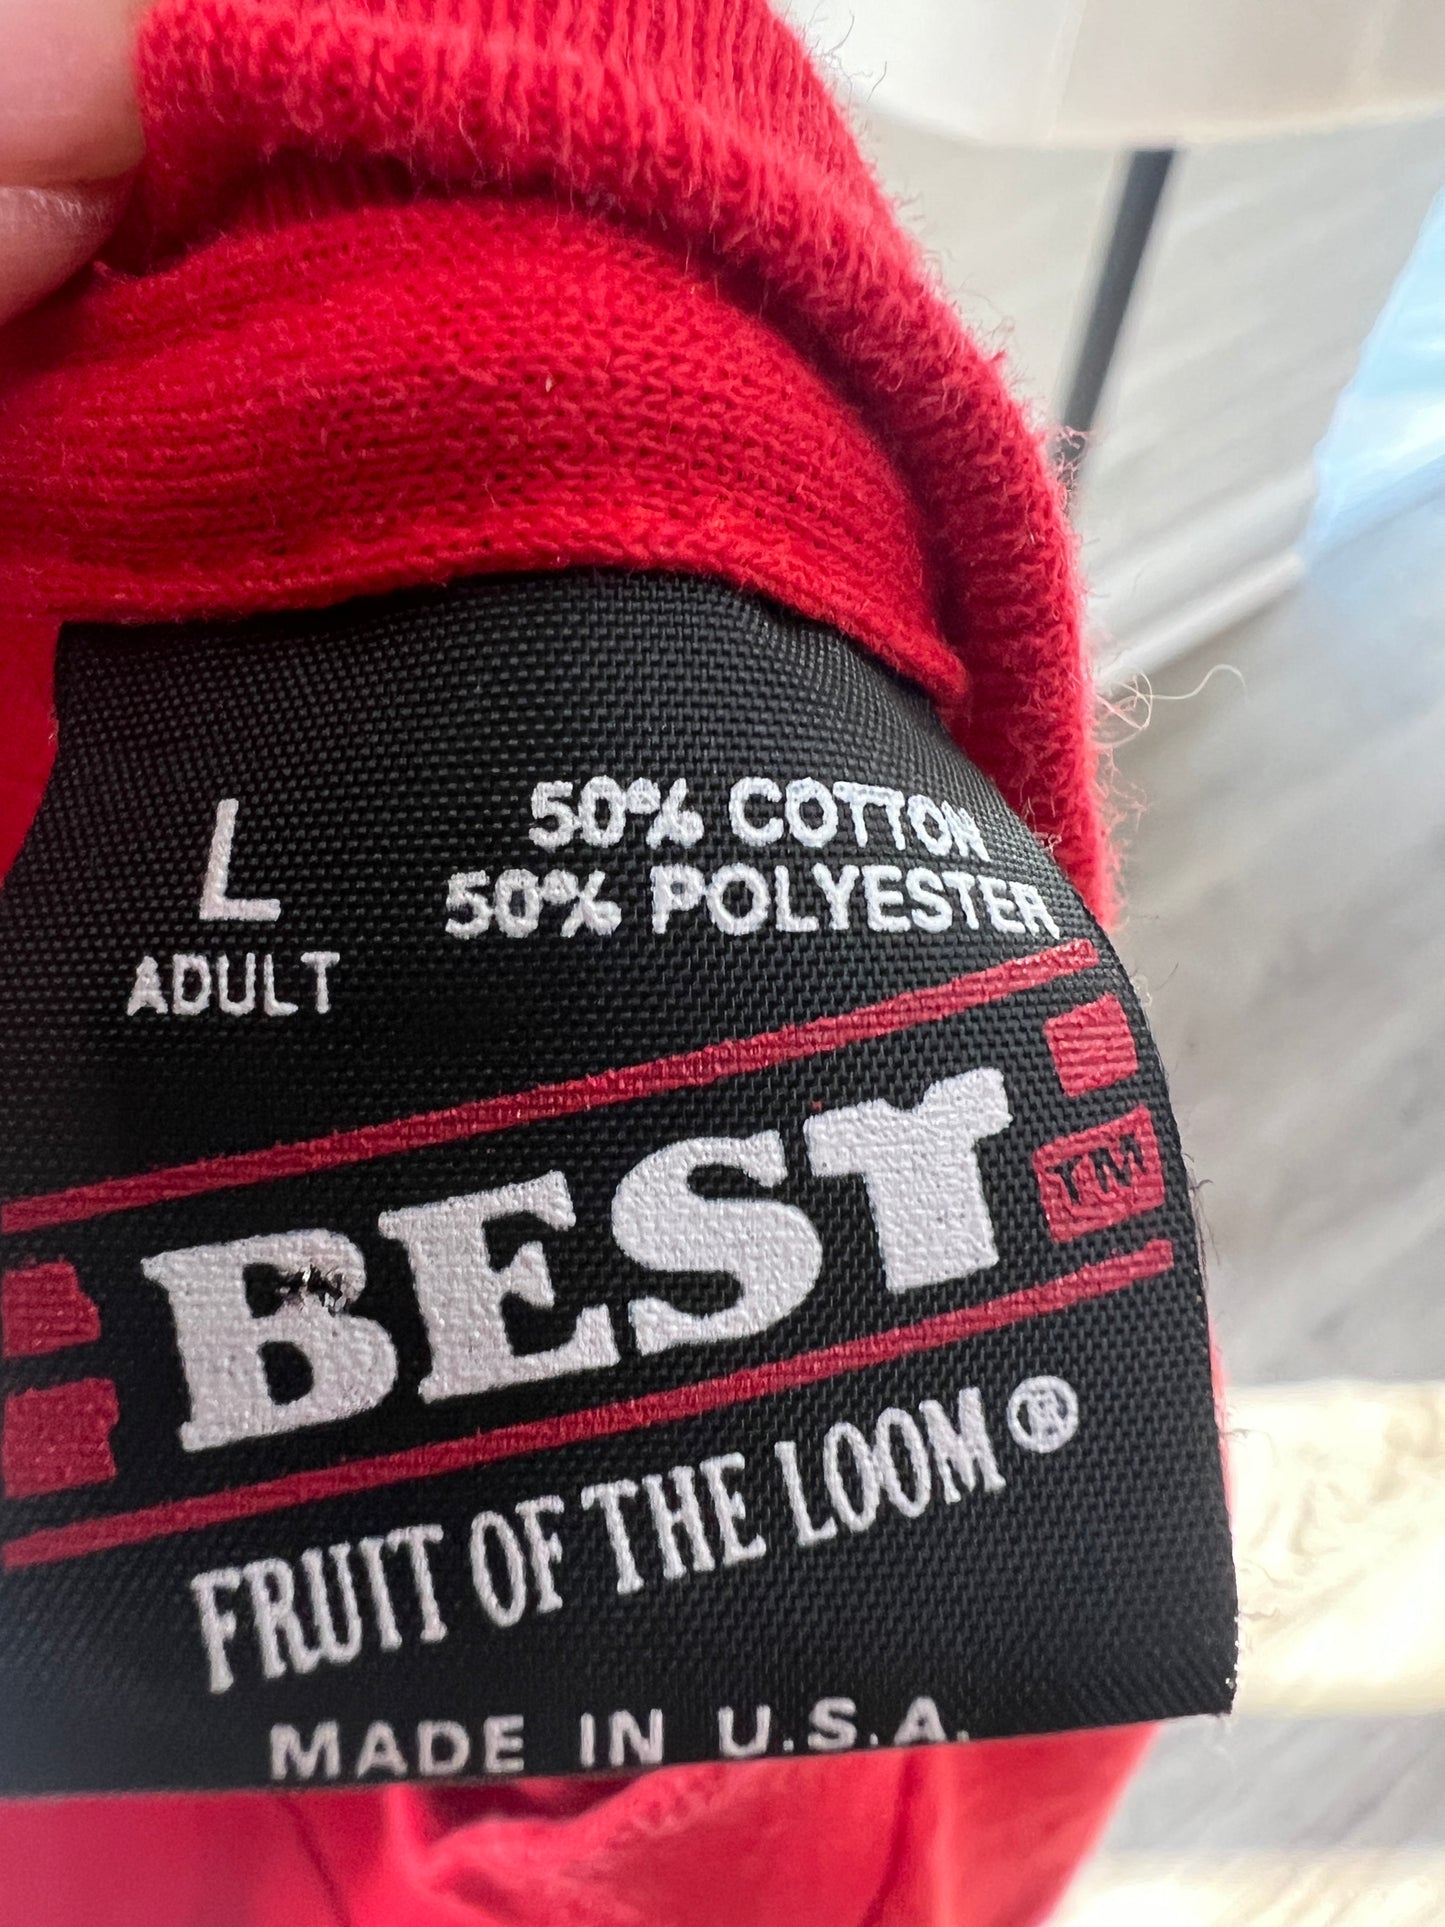 L
ADULT
50% COTTON
50% POLYESTER
BEST
TM
FRUIT OF THE LOOM®
MADE IN U.S.A.